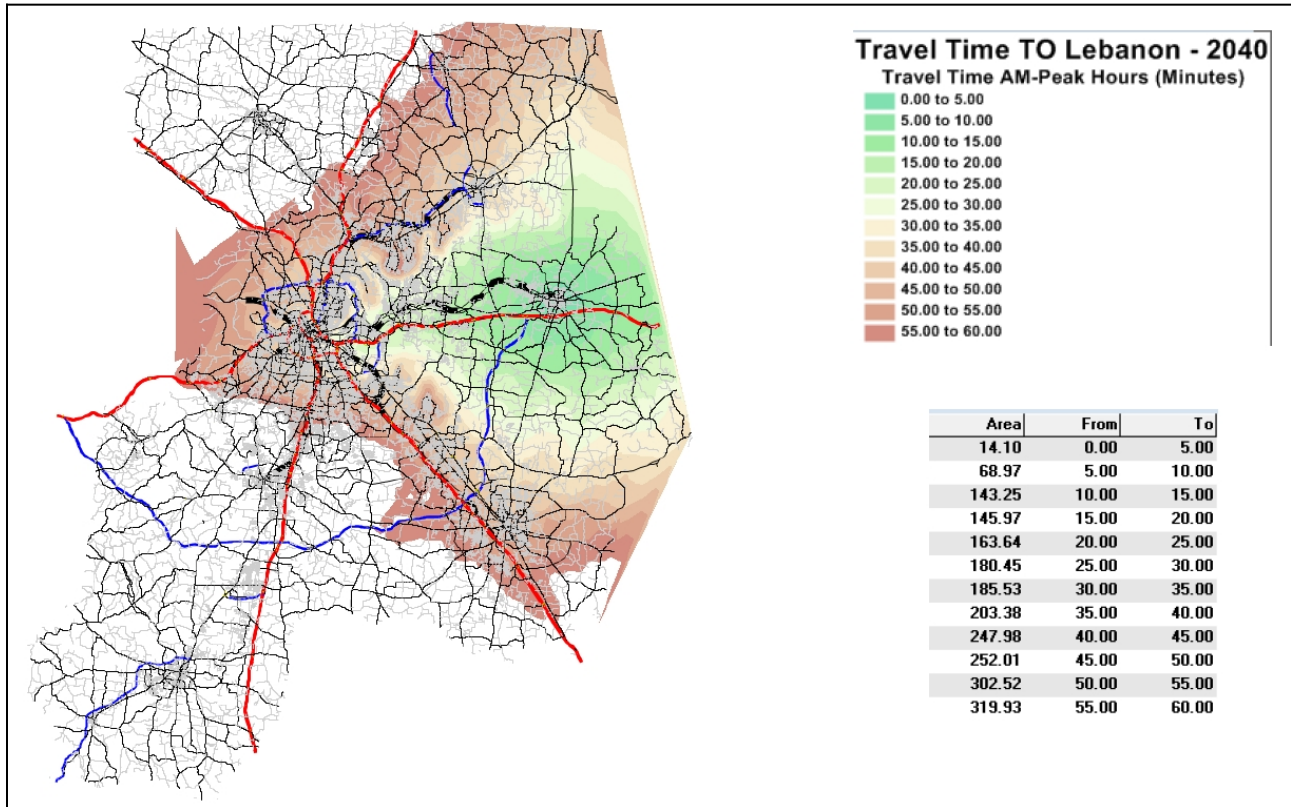 Travel Time TO Lebanon - 2040
Travel Time AM-Peak Hours (Minutes)
0.00 to 5.00
5.00 to 10.00
10.00 to 15.00
15.00 to 20.00
20.00 to 25.00
25.00 to 30.00
30.00 to 35.00
35.00 to 40.00
40.00 to 45.00
45.00 to 50.00
50.00 to 55.00
55.00 to 60.00
Area From To
14.10 0.00 5.00
68.97 5.00 10.00
143.25 10.00 15.00
145.97 15.00 20.00
163.64 20.00 25.00
180.45 25.00 30.00
185.53 30.00 35.00
203.38 35.00 40.00
247.98 40.00 45.00
252.01 45.00 50.00
302.52 50.00 55.00
319.93 55.00 60.00